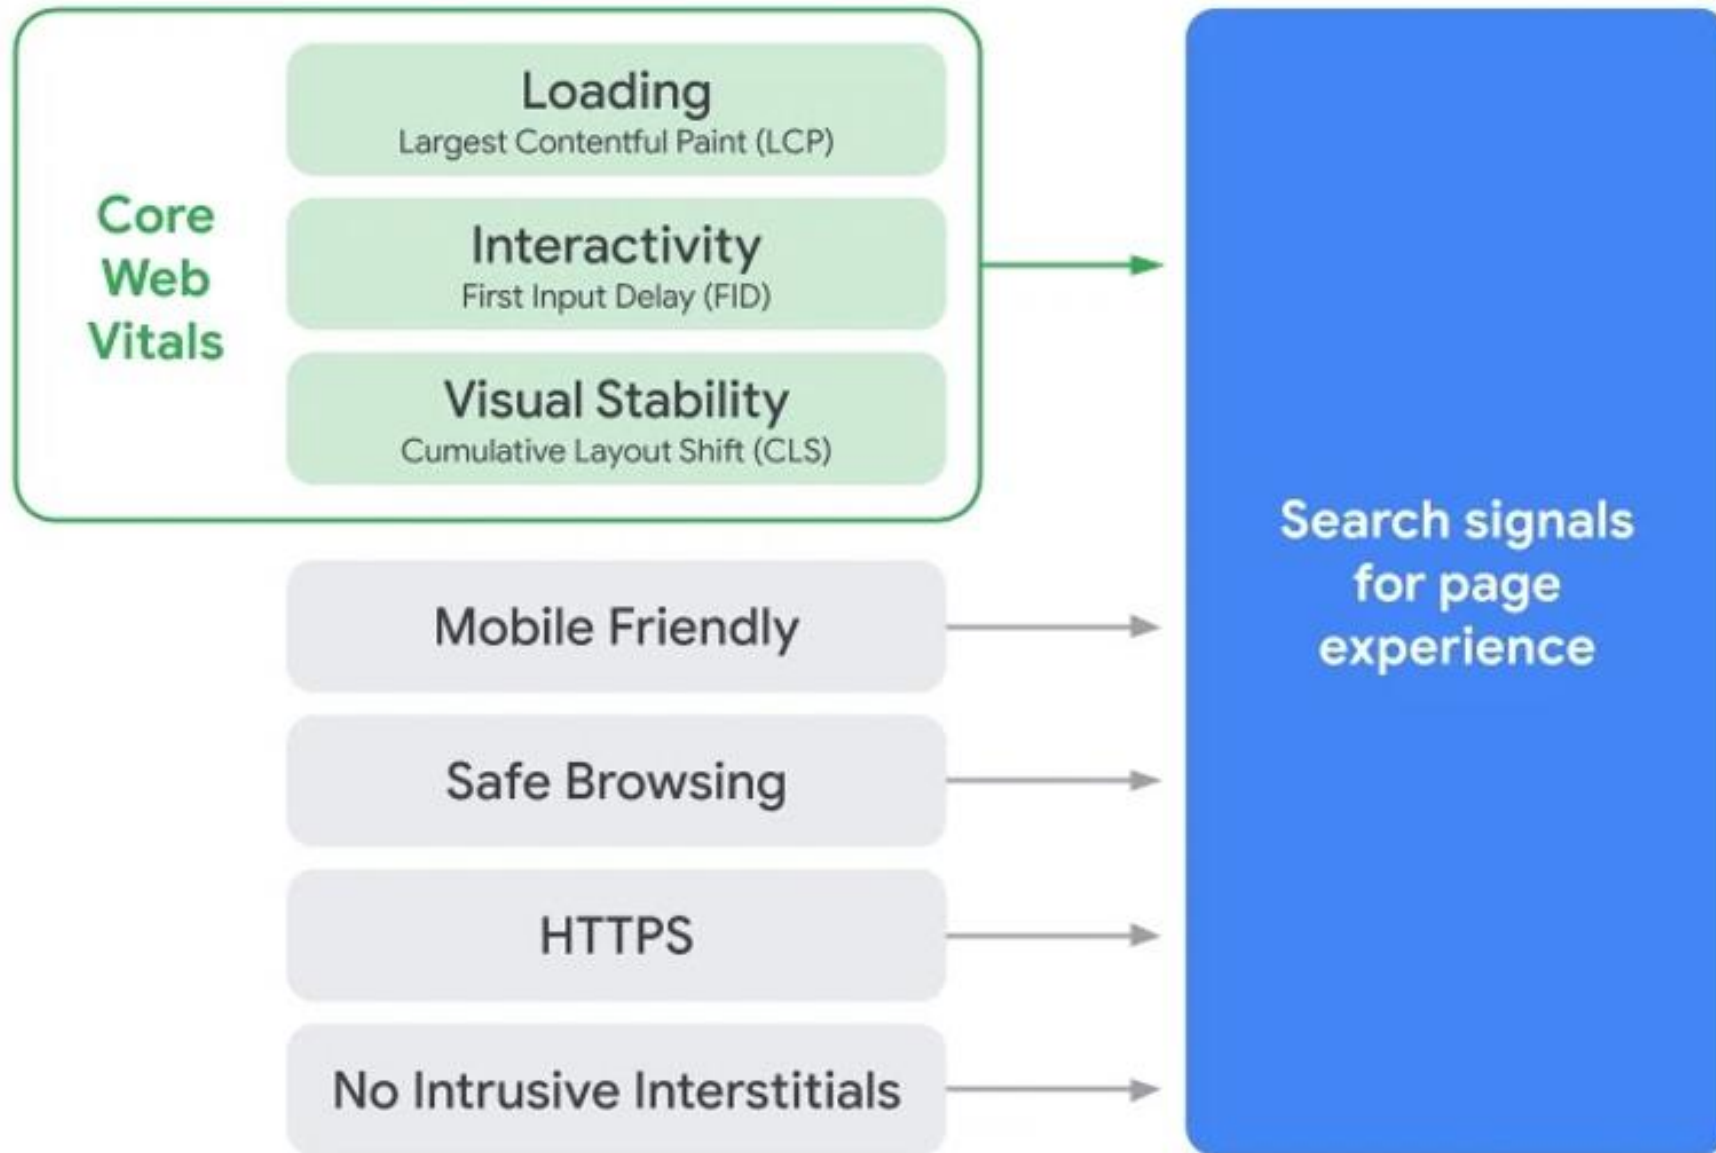 Core
Web
Vitals
Loading
Largest Contentful Paint (LCP)
Interactivity
First Input Delay (FID)
Visual Stability
Cumulative Layout Shift (CLS)
Mobile Friendly
Safe Browsing
HTTPS
No Intrusive Interstitials
Search signals
for page
experience